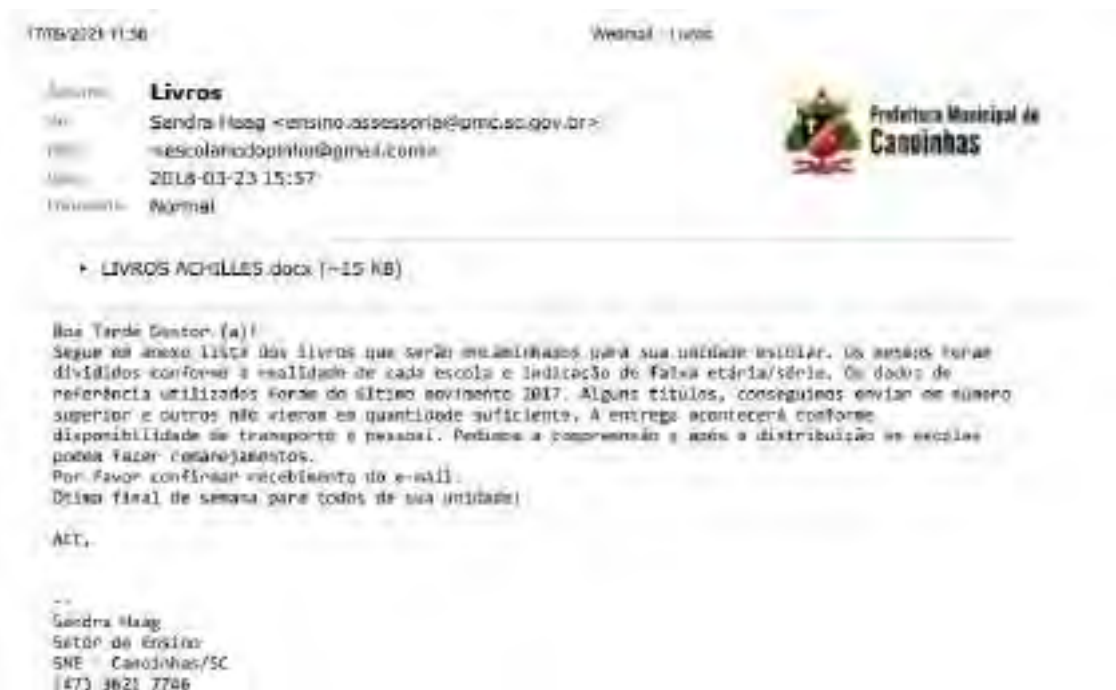 17/05/2021 11:56
Webmail - Livros
Assunto Livros
Sandra Haag <ensino.assessoria@pmc.sc.gov.br>
2018-03-23 15:57
Normal
Prefeitura Municipal de
Canoinhas
LIVROS ACHILLES.docx (~15 KB)
Boa Tarde Gestor (a)!
Segue em anexo lista dos livros que serão encaminhados para sua unidade escolar. Os mesmos foram
divididos conforme a realidade de cada escola e indicação de faixa etária/série. Os dados de
referência utilizados foram do último movimento 2017. Alguns títulos, conseguimos enviar em número
superior e outros não vieram em quantidade suficiente. A entrega acontecerá conforme
disponibilidade de transporte e pessoal. Pedimos a compreensão e após a distribuição as escolas
podem fazer remanejamentos.
Por favor confirmar recebimento do e-mail.
Otimo final de semana para todos de sua unidade!
Att,
--
Sandra Haag
Setor de Ensino
SME - Canoinhas/SC
(47) 3621 7746